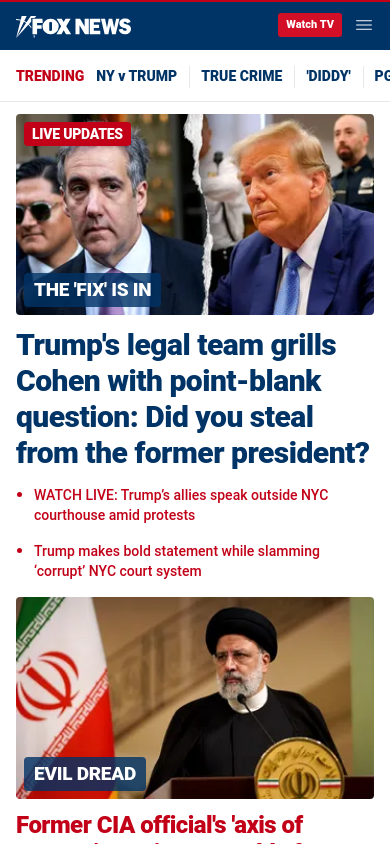 FOX NEWS
Watch TV
TRENDING NY v TRUMP TRUE CRIME 'DIDDY' PG
LIVE UPDATES
THE 'FIX' IS IN
Trump's legal team grills
Cohen with point-blank
question: Did you steal
from the former president?
WATCH LIVE: Trump’s allies speak outside NYC
courthouse amid protests
Trump makes bold statement while slamming
‘corrupt’ NYC court system
EVIL DREAD
Former CIA official's 'axis of